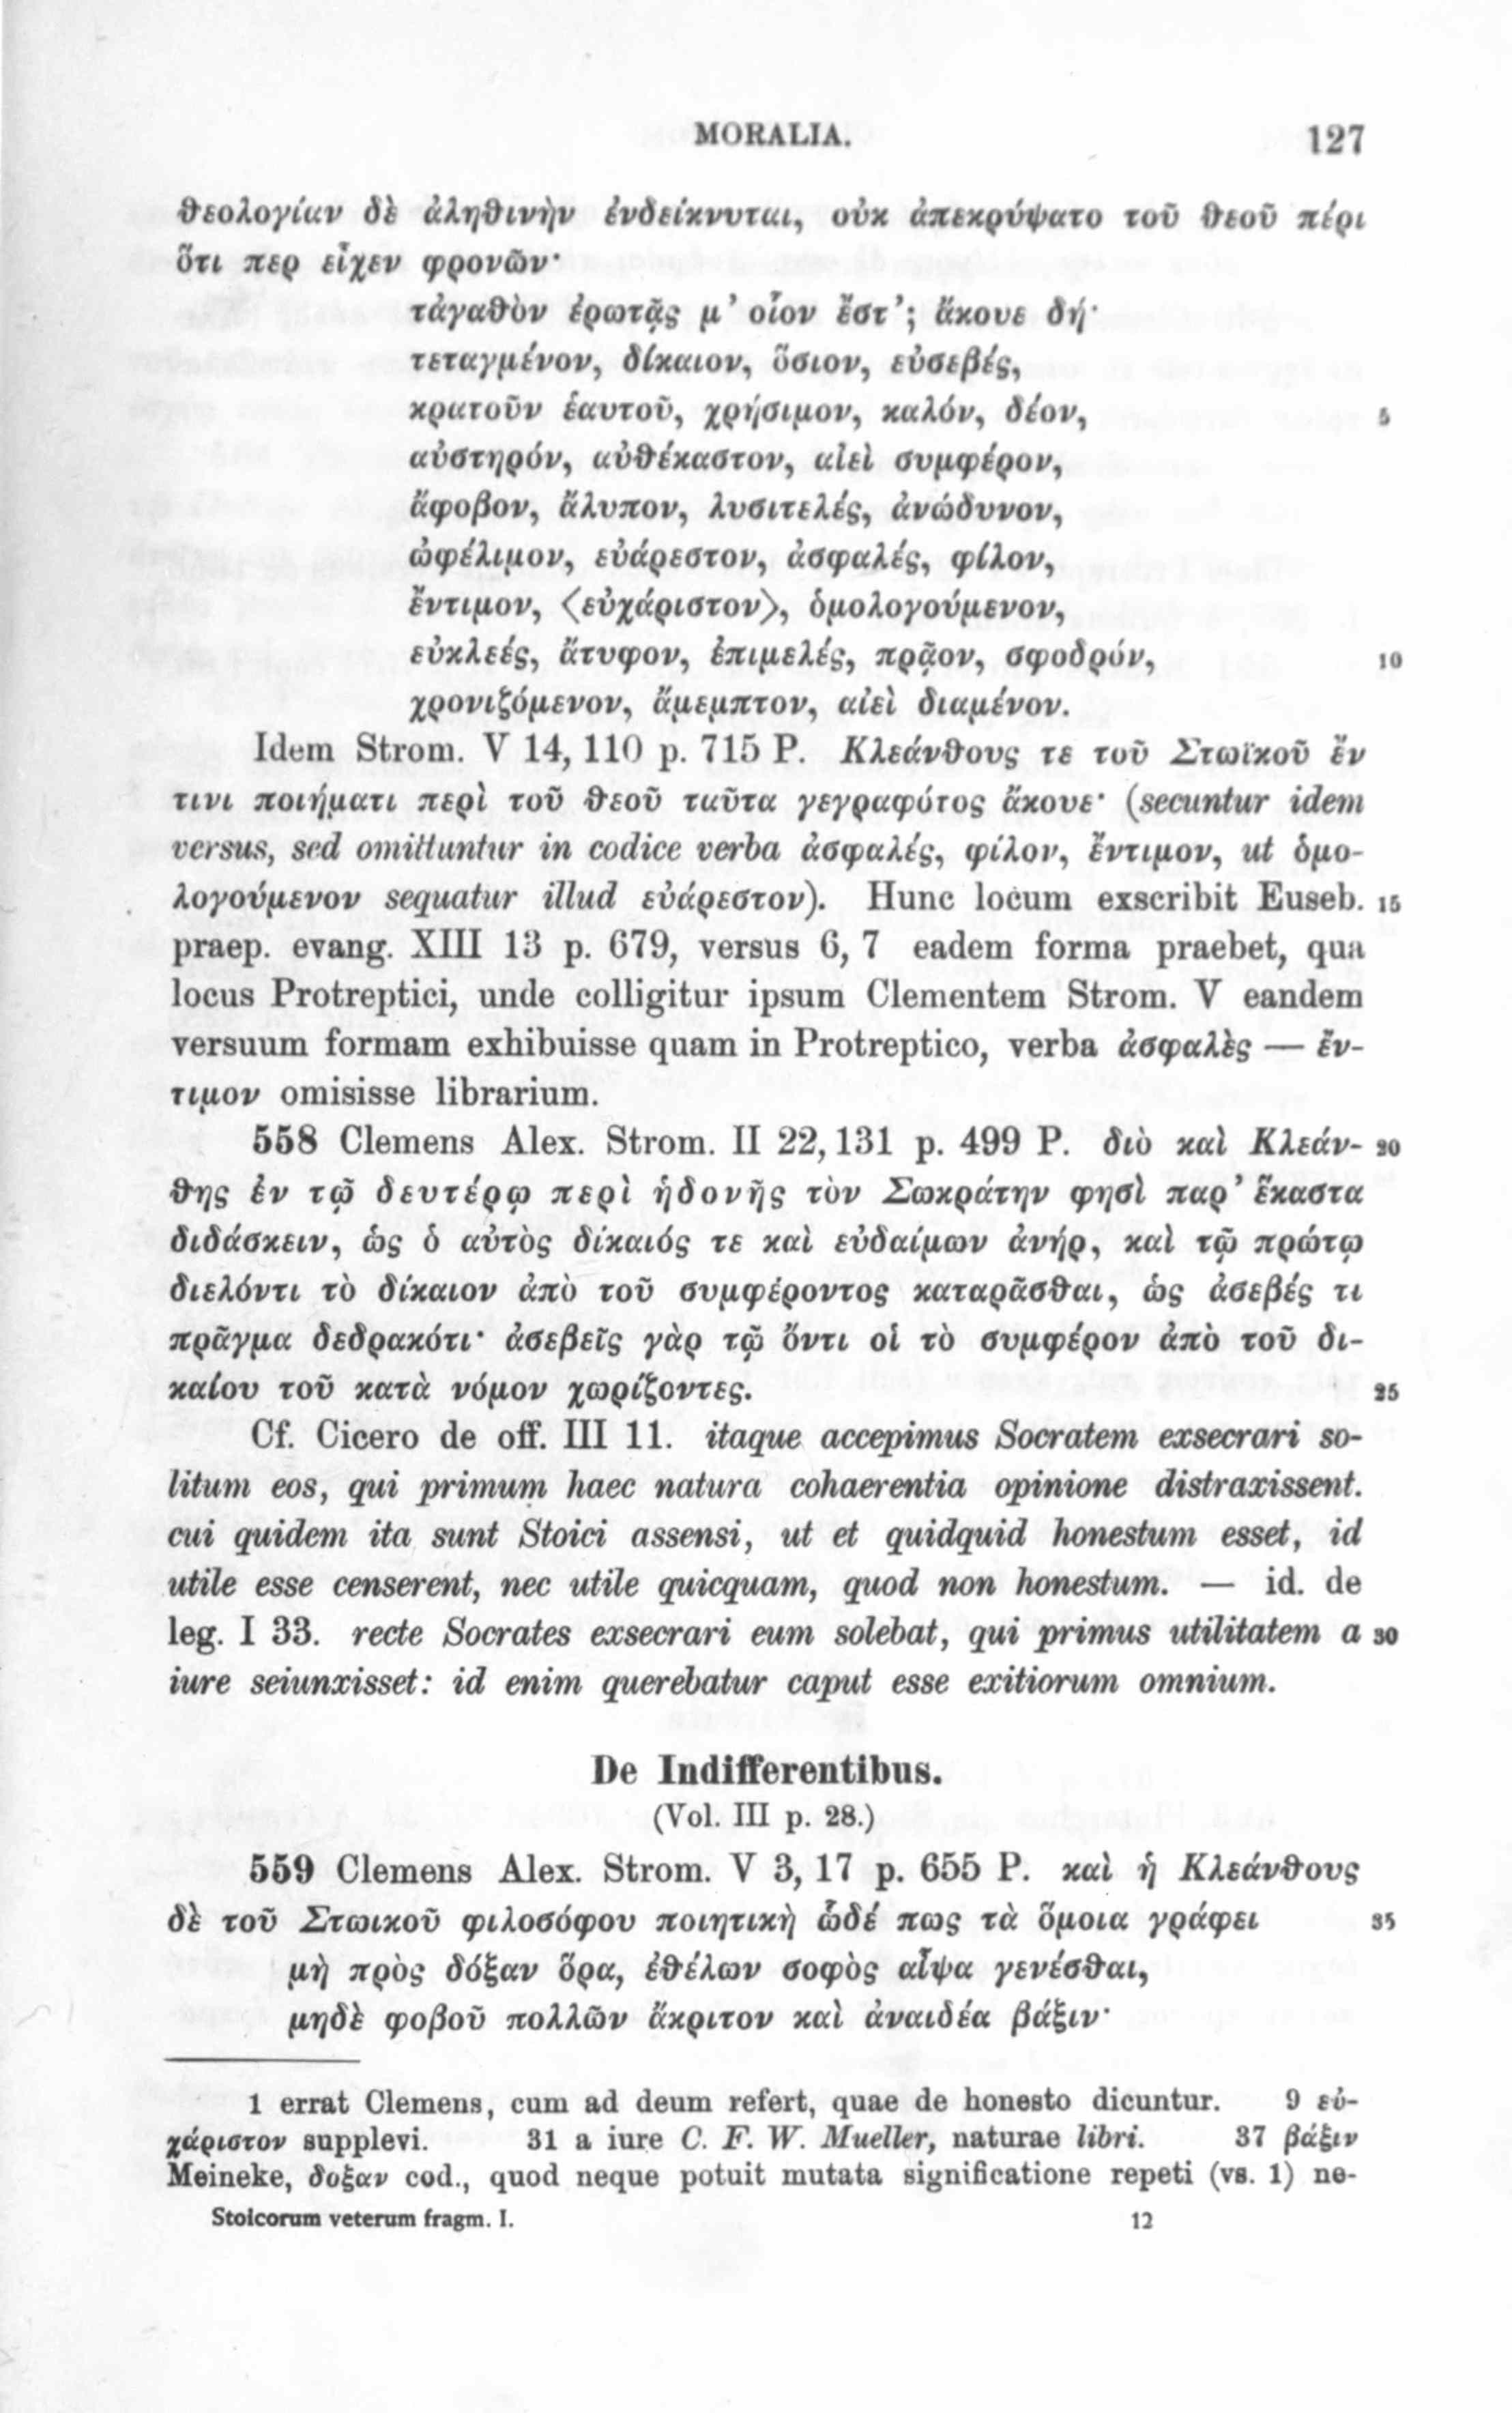 MORALIA. 127
θεολογίαν δὲ ἀληθινὴν ἐνδείκνυται, οὐκ ἀπεκρύψατο τοῦ θεοῦ πέρι
ὅτι περ εἶχεν φρονῶν·
τἀγαθὸν ἐρωτᾷς μ’ οἷον ἔστ’; ἄκουε δή·
τεταγμένον, δίκαιον, ὅσιον, εὐσεβές,
κρατοῦν ἑαυτοῦ, χρήσιμον, καλόν, δέον, 5
αὐστηρόν, αὐθέκαστον, αἰεὶ συμφέρον,
ἄφοβον, ἄλυπον, λυσιτελές, ἀνώδυνον,
ὠφέλιμον, εὐάρεστον, ἀσφαλές, φίλον,
ἔντιμον, ⟨εὐχάριστον⟩, ὁμολογούμενον,
εὐκλεές, ἄτυφον, ἐπιμελές, πρᾷον, σφοδρόν, 10
χρονιζόμενον, ἄμεμπτον, αἰεὶ διαμένον.
Idem Strom. V 14, 110 p. 715 P. Κλεάνθους τε τοῦ Στωϊκοῦ ἔν
τινι ποιήματι περὶ τοῦ θεοῦ ταῦτα γεγραφότος ἄκουε· (secuntur idem
versus, sed omittuntur in codice verba ἀσφαλές, φίλον, ἔντιμον, ut ὁμο-
λογούμενον sequatur illud εὐάρεστον). Hunc locum exscribit Euseb. 15
praep. evang. XIII 13 p. 679, versus 6, 7 eadem forma praebet, qua
locus Protreptici, unde colligitur ipsum Clementem Strom. V eandem
versuum formam exhibuisse quam in Protreptico, verba ἀσφαλὲς — ἔν-
τιμον omisisse librarium.
558 Clemens Alex. Strom. II 22, 131 p. 499 P. διὸ καὶ Κλεάν- 20
θης ἐν τῷ δευτέρῳ περὶ ἡδονῆς τὸν Σωκράτην φησὶ παρ’ ἕκαστα
διδάσκειν, ὡς ὁ αὐτὸς δίκαιός τε καὶ εὐδαίμων ἀνήρ, καὶ τῷ πρώτῳ
διελόντι τὸ δίκαιον ἀπὸ τοῦ συμφέροντος καταρᾶσθαι, ὡς ἀσεβές τι
πρᾶγμα δεδρακότι· ἀσεβεῖς γὰρ τῷ ὄντι οἱ τὸ συμφέρον ἀπὸ τοῦ δι-
καίου τοῦ κατὰ νόμον χωρίζοντες. 25
Cf. Cicero de off. III 11. itaque accepimus Socratem exsecrari so-
litum eos, qui primum haec natura cohaerentia opinione distraxissent.
cui quidem ita sunt Stoici assensi, ut et quidquid honestum esset, id
utile esse censerent, nec utile quicquam, quod non honestum. — id. de
leg. I 33. recte Socrates exsecrari eum solebat, qui primus utilitatem a 30
iure seiunxisset: id enim querebatur caput esse exitiorum omnium.
De Indifferentibus.
(Vol. III p. 28.)
559 Clemens Alex. Strom. V 3, 17 p. 655 P. καὶ ἡ Κλεάνθους
δὲ τοῦ Στωικοῦ φιλοσόφου ποιητικὴ ὧδέ πως τὰ ὅμοια γράφει 35
μὴ πρὸς δόξαν ὅρα, ἐθέλων σοφὸς αἶψα γενέσθαι,
μηδὲ φοβοῦ πολλῶν ἄκριτον καὶ ἀναιδέα βάξιν·
1 errat Clemens, cum ad deum refert, quae de honesto dicuntur. 9 εὐ-
χάριστον supplevi. 31 a iure C. F. W. Mueller, naturae libri. 37 βάξιν
Meineke, δοξαν cod., quod neque potuit mutata significatione repeti (vs. 1) ne-
Stoicorum veterum fragm. I. 12